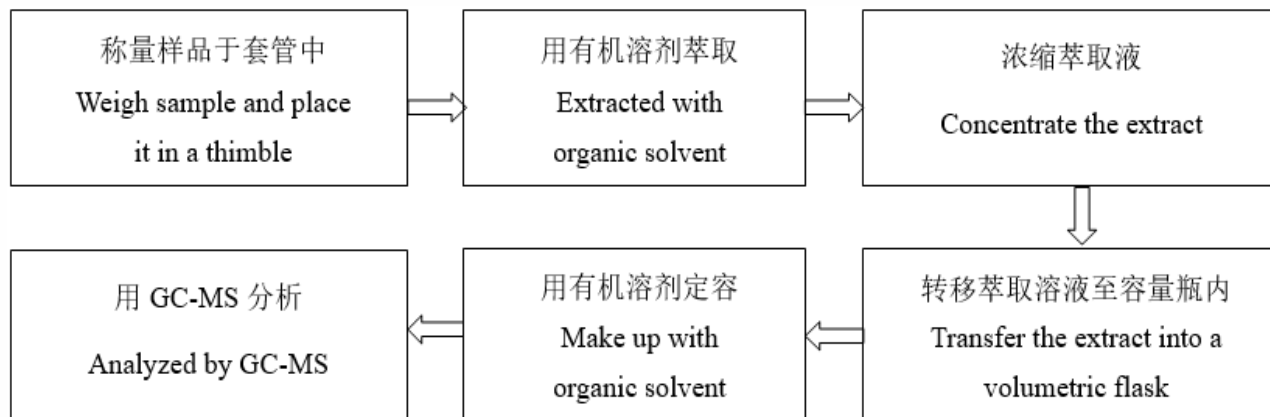 称量样品于套管中
Weigh sample and place
it in a thimble
用有机溶剂萃取
Extracted with
organic solvent
浓缩萃取液
Concentrate the extract
转移萃取溶液至容量瓶内
Transfer the extract into a
volumetric flask
用有机溶剂定容
Make up with
organic solvent
用 GC-MS 分析
Analyzed by GC-MS